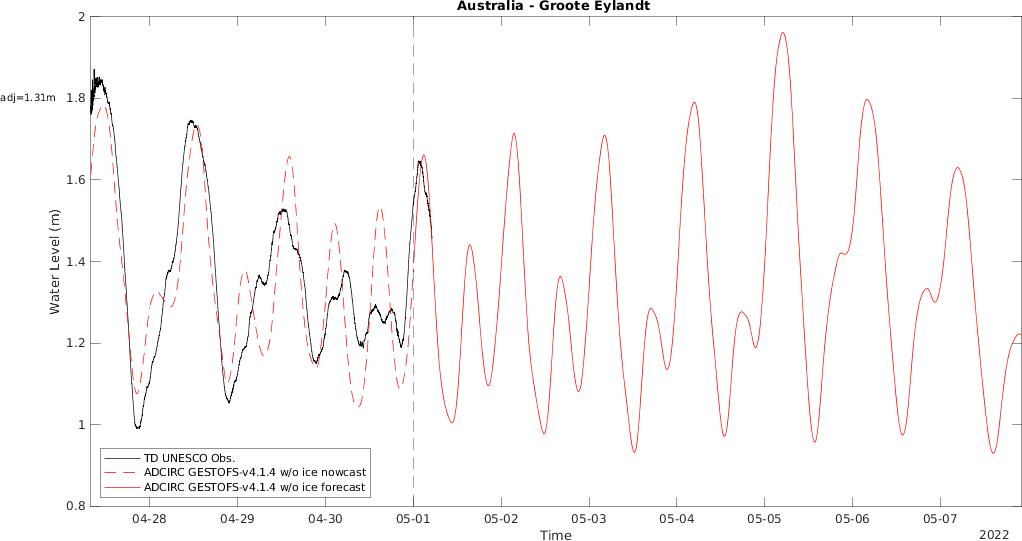 Australia - Groote Eylandt
adj=1.31m
2
1.8
1.6
1.4
1.2
1
0.8
Water Level (m)
TD UNESCO Obs.
ADCIRC GESTOFS-v4.1.4 w/o ice nowcast
ADCIRC GESTOFS-v4.1.4 w/o ice forecast
04-28 04-29 04-30 05-01 05-02 05-03 05-04 05-05 05-06 05-07
Time
2022